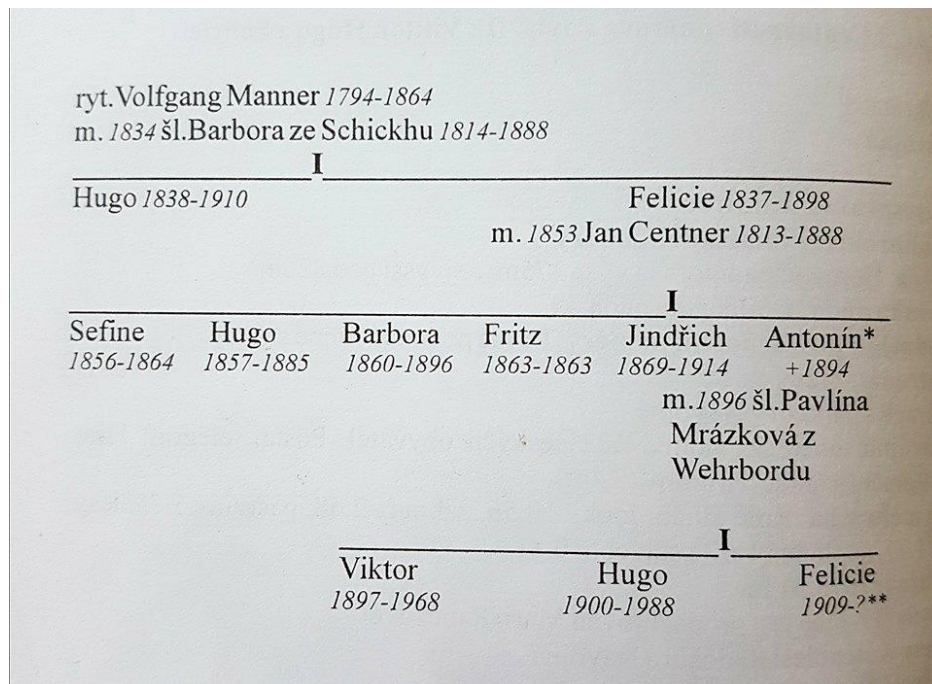 ryt.Volfgang Manner 1794-1864
m. 1834 šl.Barbora ze Schickhu 1814-1888
I
Hugo 1838-1910 Felicie 1837-1898
m. 1853 Jan Centner 1813-1888
I
Sefine Hugo Barbora Fritz Jindřich Antonín*
1856-1864 1857-1885 1860-1896 1863-1863 1869-1914 +1894
m.1896 šl.Pavlína
Mrázková z
Wehrbordu
I
Viktor Hugo Felicie
1897-1968 1900-1988 1909-?**